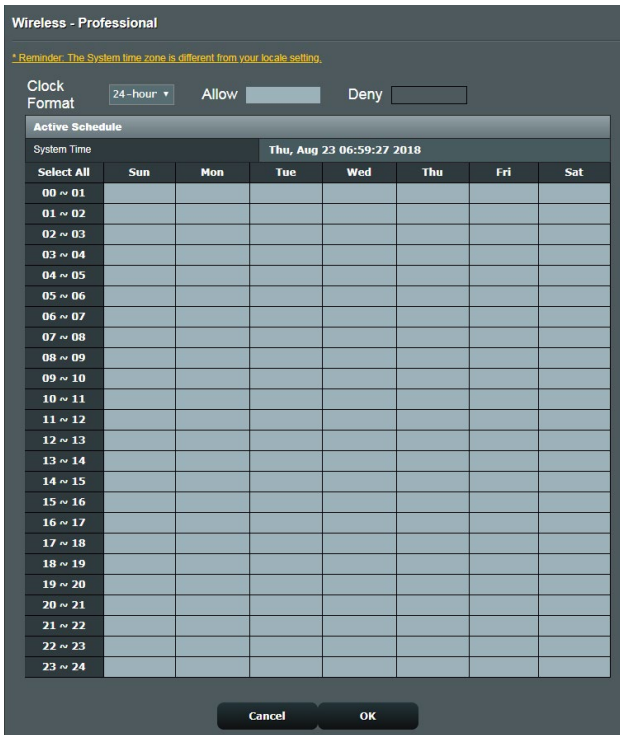 Wireless - Professional
* Reminder: The System time zone is different from your locale setting.
Clock Format 24-hour Allow Deny
Active Schedule
System Time Thu, Aug 23 06:59:27 2018
Select All Sun Mon Tue Wed Thu Fri Sat
00 ~ 01
01 ~ 02
02 ~ 03
03 ~ 04
04 ~ 05
05 ~ 06
06 ~ 07
07 ~ 08
08 ~ 09
09 ~ 10
10 ~ 11
11 ~ 12
12 ~ 13
13 ~ 14
14 ~ 15
15 ~ 16
16 ~ 17
17 ~ 18
18 ~ 19
19 ~ 20
20 ~ 21
21 ~ 22
22 ~ 23
23 ~ 24
Cancel OK